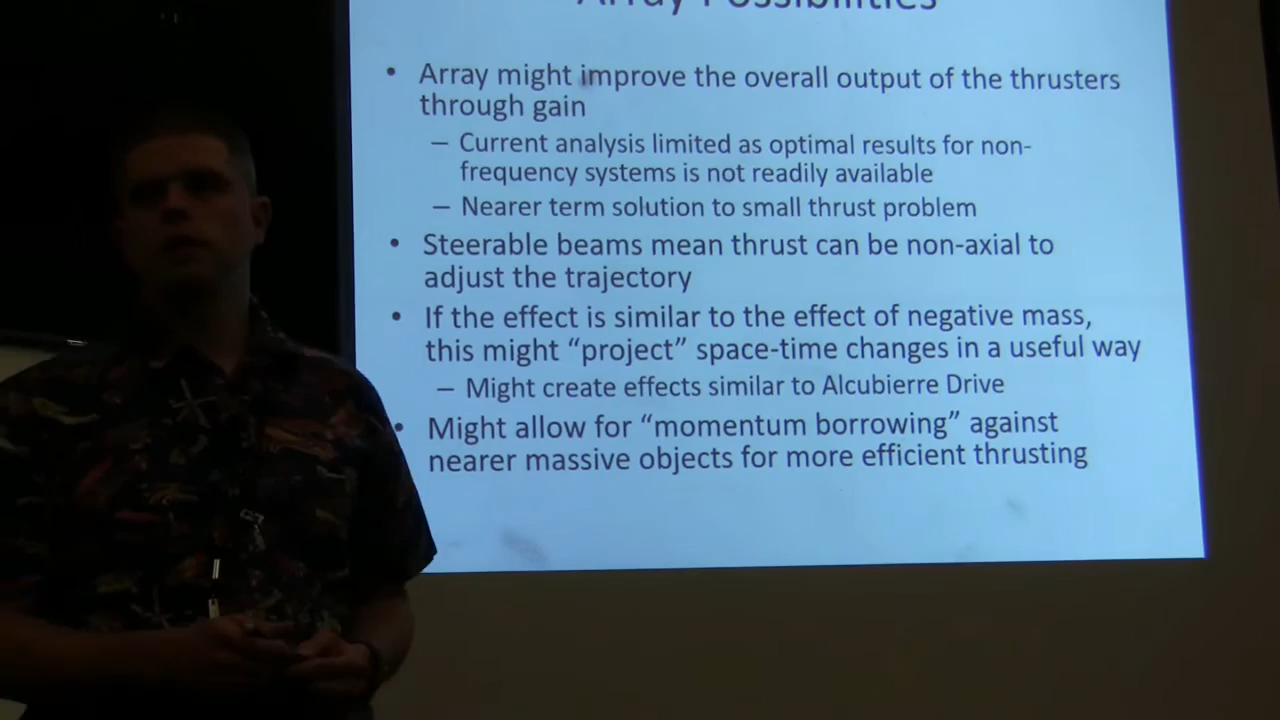 Array Possibilities
• Array might improve the overall output of the thrusters
through gain
– Current analysis limited as optimal results for non-
frequency systems is not readily available
– Nearer term solution to small thrust problem
• Steerable beams mean thrust can be non-axial to
adjust the trajectory
• If the effect is similar to the effect of negative mass,
this might “project” space-time changes in a useful way
– Might create effects similar to Alcubierre Drive
• Might allow for “momentum borrowing” against
nearer massive objects for more efficient thrusting